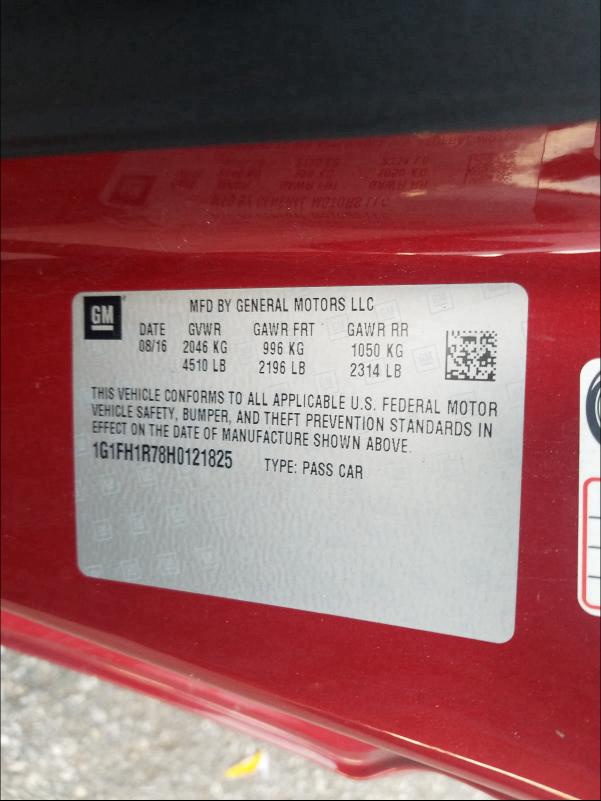 GM
MFD BY GENERAL MOTORS LLC
DATE GVWR GAWR FRT GAWR RR
08/16 2046 KG 996 KG 1050 KG
4510 LB 2196 LB 2314 LB
THIS VEHICLE CONFORMS TO ALL APPLICABLE U.S. FEDERAL MOTOR
VEHICLE SAFETY, BUMPER, AND THEFT PREVENTION STANDARDS IN
EFFECT ON THE DATE OF MANUFACTURE SHOWN ABOVE.
1G1FH1R78H0121825 TYPE: PASS CAR